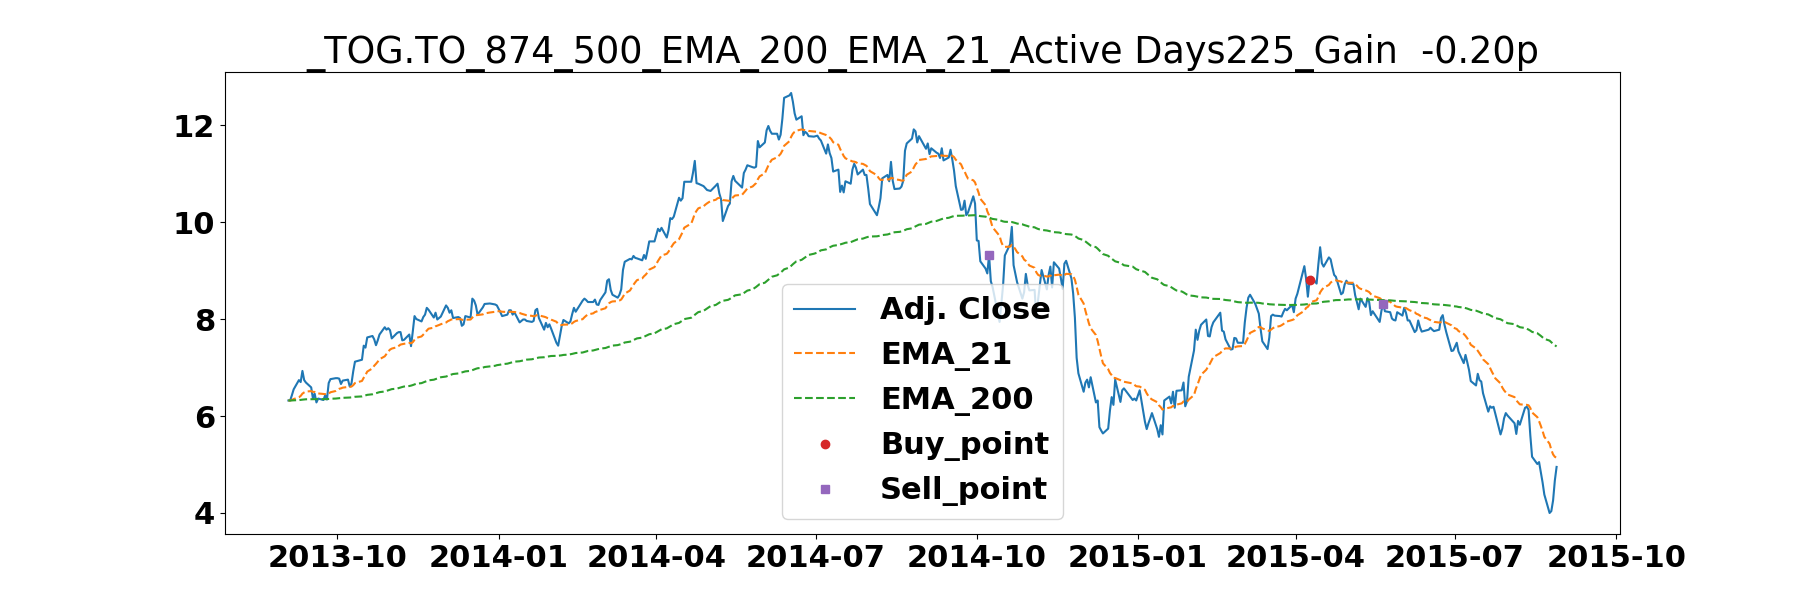 _TOG.TO_874_500_EMA_200_EMA_21_Active Days225_Gain  -0.20p
12
10
8
6
4
Adj. Close
EMA_21
EMA_200
Buy_point
Sell_point
2013-10 2014-01 2014-04 2014-07 2014-10 2015-01 2015-04 2015-07 2015-10